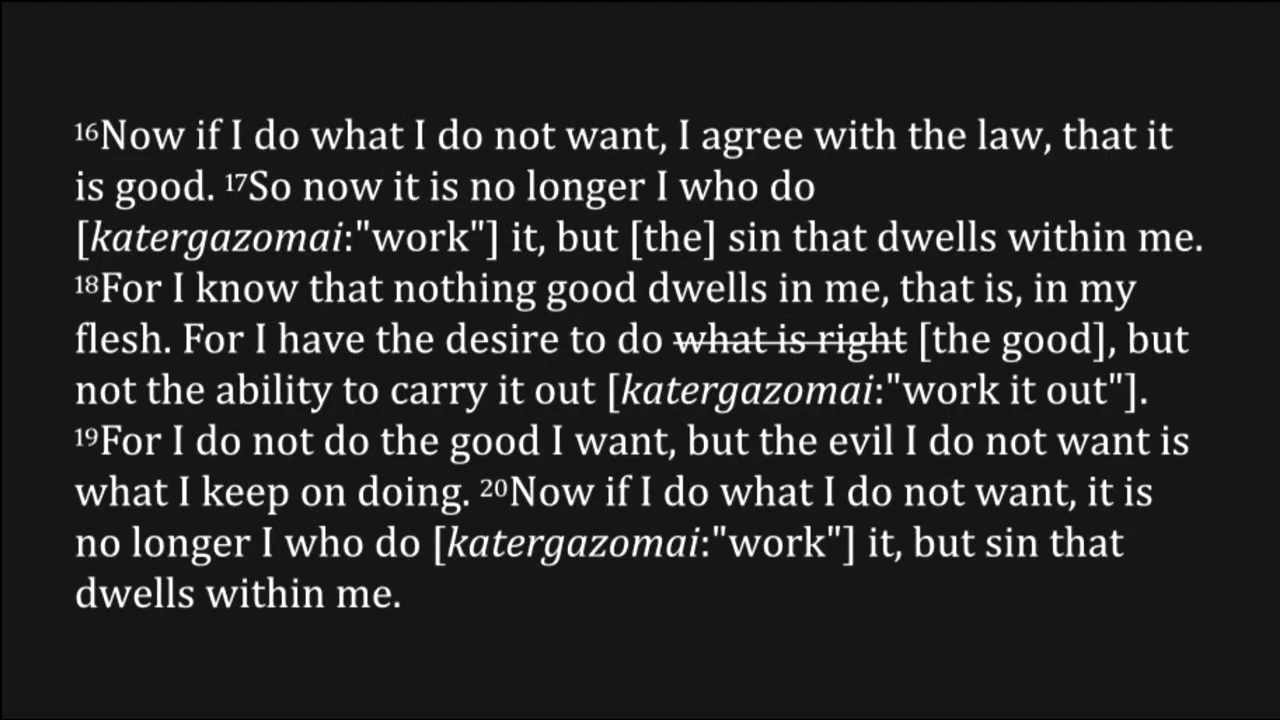 16Now if I do what I do not want, I agree with the law, that it
is good. 17So now it is no longer I who do
[katergazomai:"work"] it, but [the] sin that dwells within me.
18For I know that nothing good dwells in me, that is, in my
flesh. For I have the desire to do what is right [the good], but
not the ability to carry it out [katergazomai:"work it out"].
19For I do not do the good I want, but the evil I do not want is
what I keep on doing. 20Now if I do what I do not want, it is
no longer I who do [katergazomai:"work"] it, but sin that
dwells within me.